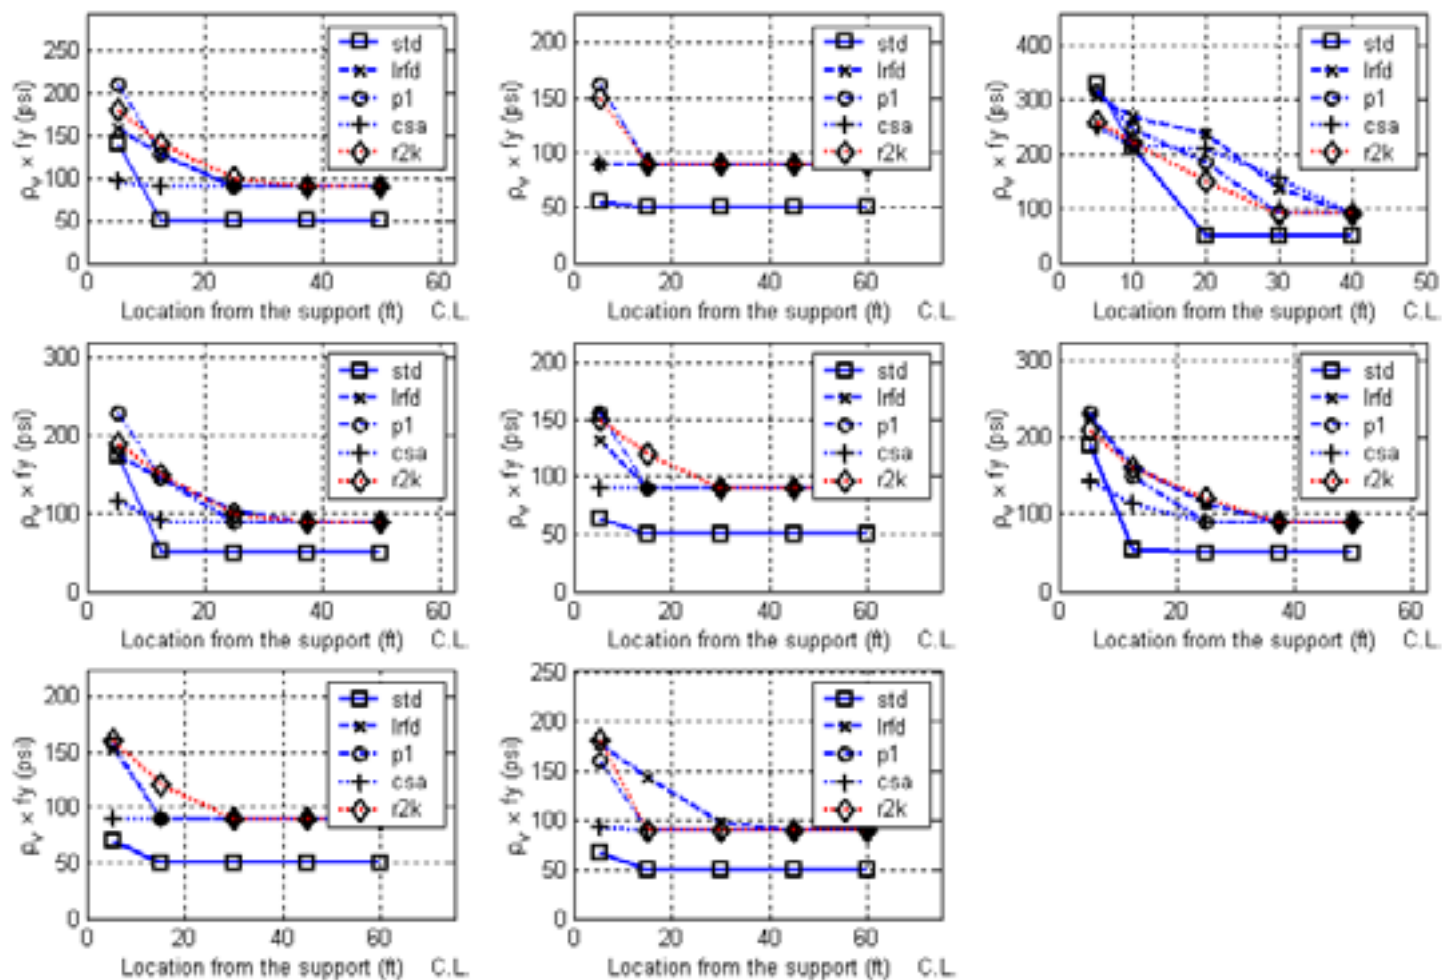 250
200
150
100
50
0
ρv × fy (psi)
std
lrfd
p1
csa
r2k
0 20 40 60
Location from the support (ft) C.L.
200
150
100
50
0
ρv × fy (psi)
std
lrfd
p1
csa
r2k
0 20 40 60
Location from the support (ft) C.L.
400
300
200
100
0
ρv × fy (psi)
std
lrfd
p1
csa
r2k
0 10 20 30 40 50
Location from the support (ft) C.L.
300
200
100
0
ρv × fy (psi)
std
lrfd
p1
csa
r2k
0 20 40 60
Location from the support (ft) C.L.
200
150
100
50
0
ρv × fy (psi)
std
lrfd
p1
csa
r2k
0 20 40 60
Location from the support (ft) C.L.
300
200
100
0
ρv × fy (psi)
std
lrfd
p1
csa
r2k
0 20 40 60
Location from the support (ft) C.L.
200
150
100
50
0
ρv × fy (psi)
std
lrfd
p1
csa
r2k
0 20 40 60
Location from the support (ft) C.L.
250
200
150
100
50
0
ρv × fy (psi)
std
lrfd
p1
csa
r2k
0 20 40 60
Location from the support (ft) C.L.